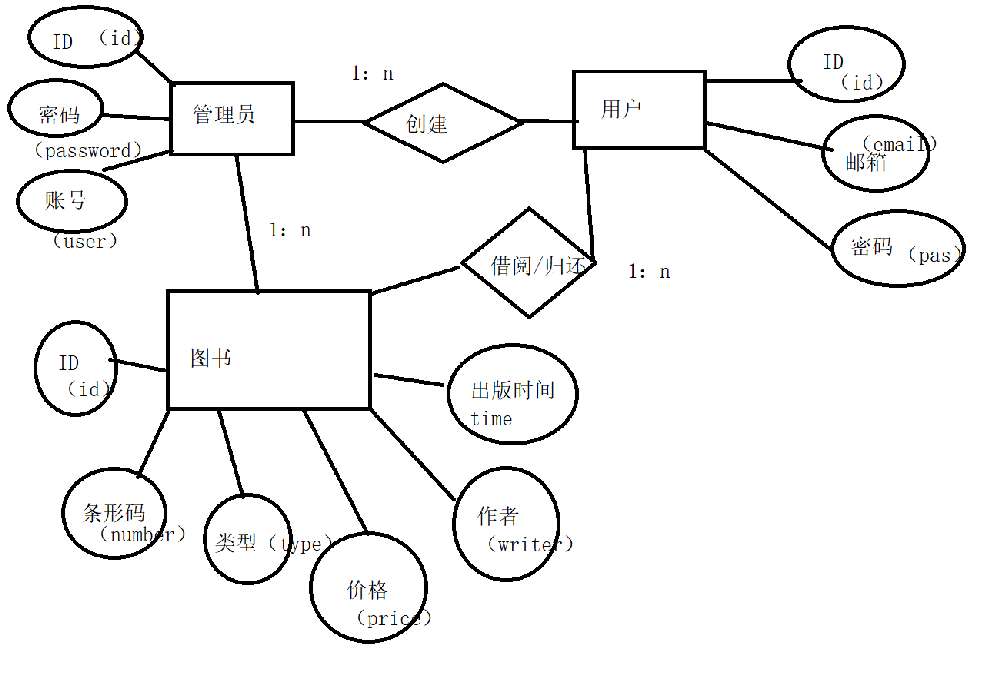 ID （id）
密码
（password）
账号
（user）
管理员
1：n
创建
用户
ID
（id）
（email）
邮箱
密码 （pas）
1：n
借阅/归还
1：n
图书
ID
（id）
出版时间
time
条形码
（number）
类型（type）
价格
（price）
作者
（writer）